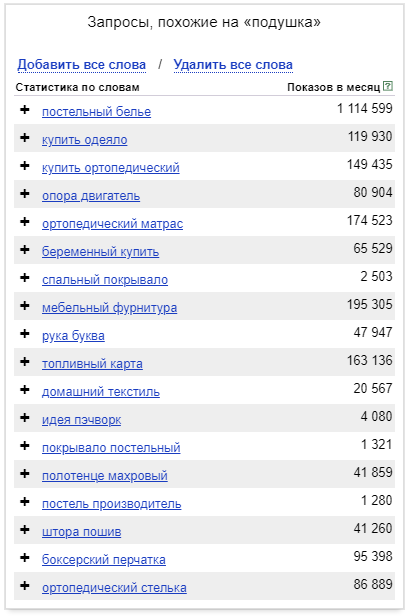 Запросы, похожие на «подушка»
Добавить все слова / Удалить все слова
Статистика по словам Показов в месяц ?
+ постельный белье 1 114 599
+ купить одеяло 119 930
+ купить ортопедический 149 435
+ опора двигатель 80 904
+ ортопедический матрас 174 523
+ беременный купить 65 529
+ спальный покрывало 2 503
+ мебельный фурнитура 195 305
+ рука буква 47 947
+ топливный карта 163 136
+ домашний текстиль 20 567
+ идея пэчворк 4 080
+ покрывало постельный 1 321
+ полотенце махровый 41 859
+ постель производитель 1 280
+ штора пошив 41 260
+ боксерский перчатка 95 398
+ ортопедический стелька 86 889